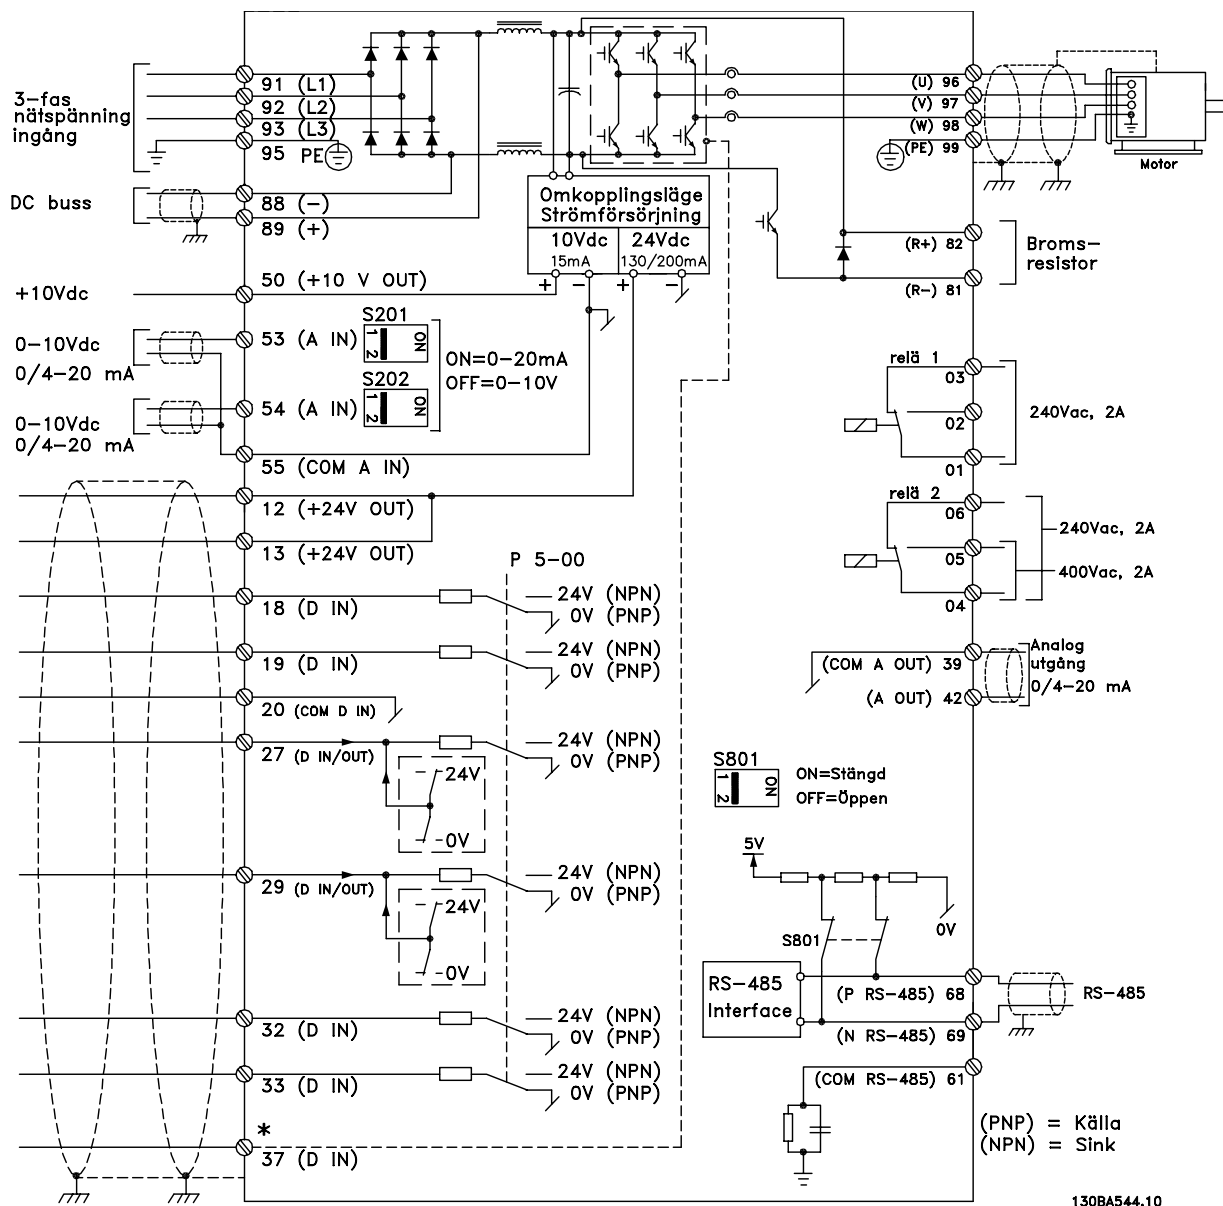 3-fas
nätspänning
ingång
91 (L1)
92 (L2)
93 (L3)
95 PE
DC buss
88 (−)
89 (+)
+10Vdc
50 (+10 V OUT)
0−10Vdc
0/4−20 mA
53 (A IN)
S201
1 2
ON
ON=0−20mA
OFF=0−10V
0−10Vdc
0/4−20 mA
54 (A IN)
S202
1 2
ON
55 (COM A IN)
12 (+24V OUT)
13 (+24V OUT)
P 5-00
18 (D IN)
24V (NPN)
0V (PNP)
19 (D IN)
24V (NPN)
0V (PNP)
20 (COM D IN)
27 (D IN/OUT)
24V (NPN)
0V (PNP)
24V
0V
29 (D IN/OUT)
24V (NPN)
0V (PNP)
24V
0V
32 (D IN)
24V (NPN)
0V (PNP)
33 (D IN)
24V (NPN)
0V (PNP)
*
37 (D IN)
Omkopplingsläge
Strömförsörjning
10Vdc
15mA
24Vdc
130/200mA
+ − + −
(U) 96
(V) 97
(W) 98
(PE) 99
Motor
(R+) 82
(R−) 81
Broms-
resistor
relä 1
03
02
01
240Vac, 2A
relä 2
06
05
04
240Vac, 2A
400Vac, 2A
(COM A OUT) 39
(A OUT) 42
Analog
utgång
0/4−20 mA
S801
1 2
ON
ON=Stängd
OFF=Öppen
5V
0V
S801
RS-485
Interface
(P RS-485) 68
(N RS-485) 69
(COM RS-485) 61
RS-485
(PNP) = Källa
(NPN) = Sink
130BA544.10